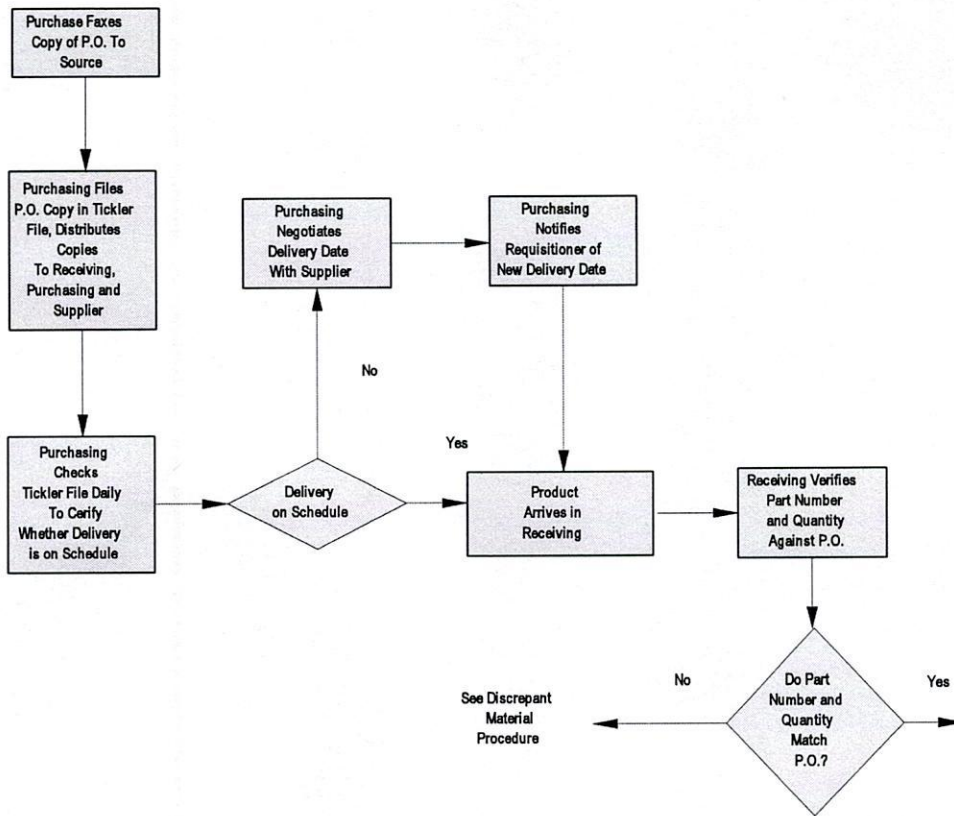 Purchase Faxes
Copy of P.O. To
Source
Purchasing Files
P.O. Copy in Tickler
File, Distributes
Copies
To Receiving,
Purchasing and
Supplier
Purchasing
Negotiates
Delivery Date
With Supplier
Purchasing
Notifies
Requisitioner of
New Delivery Date
No
Yes
Purchasing
Checks
Tickler File Daily
To Cerify
Whether Delivery
is on Schedule
Delivery
on Schedule
Product
Arrives in
Receiving
Receiving Verifies
Part Number
and Quantity
Against P.O.
See Discrepant
Material
Procedure
No
Do Part
Number and
Quantity
Match
P.O.?
Yes